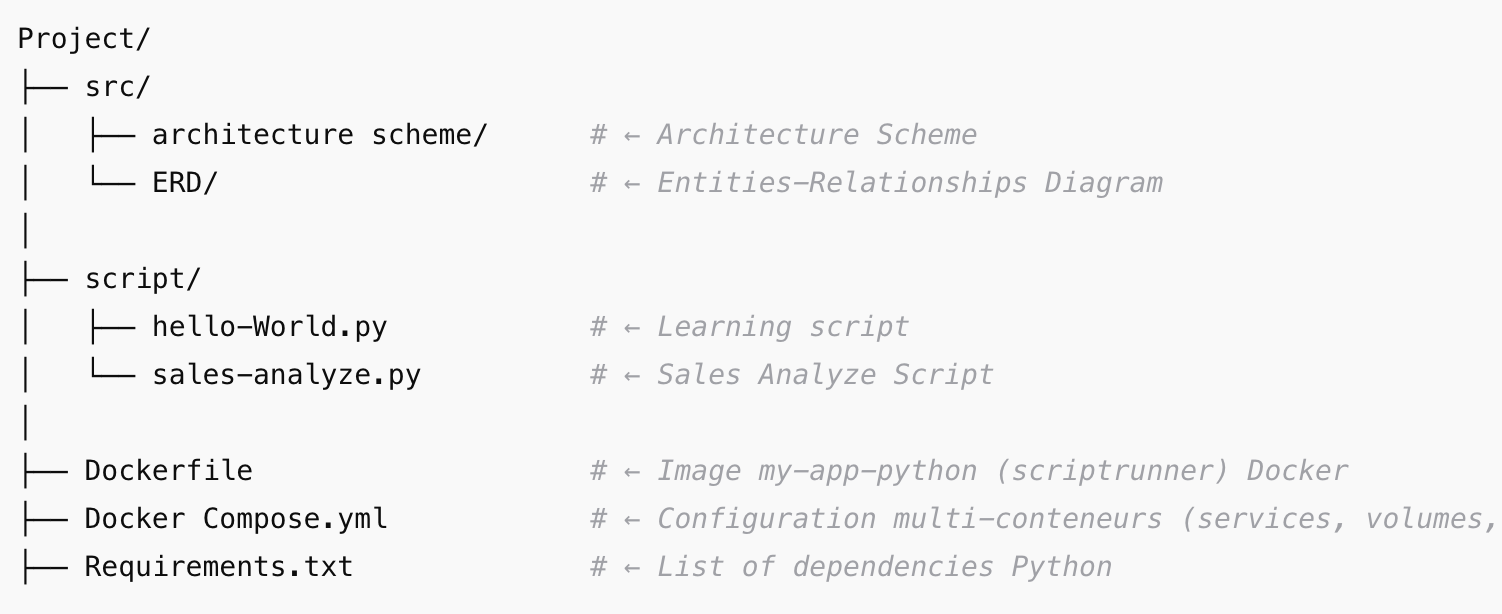 Project/
├── src/
│   ├── architecture scheme/      # ← Architecture Scheme
│   └── ERD/                      # ← Entities-Relationships Diagram
│
├── script/
│   ├── hello-World.py            # ← Learning script
│   └── sales-analyze.py          # ← Sales Analyze Script
│
├── Dockerfile                    # ← Image my-app-python (scriptrunner) Docker
├── Docker Compose.yml            # ← Configuration multi-conteneurs (services, volumes,
├── Requirements.txt              # ← List of dependencies Python